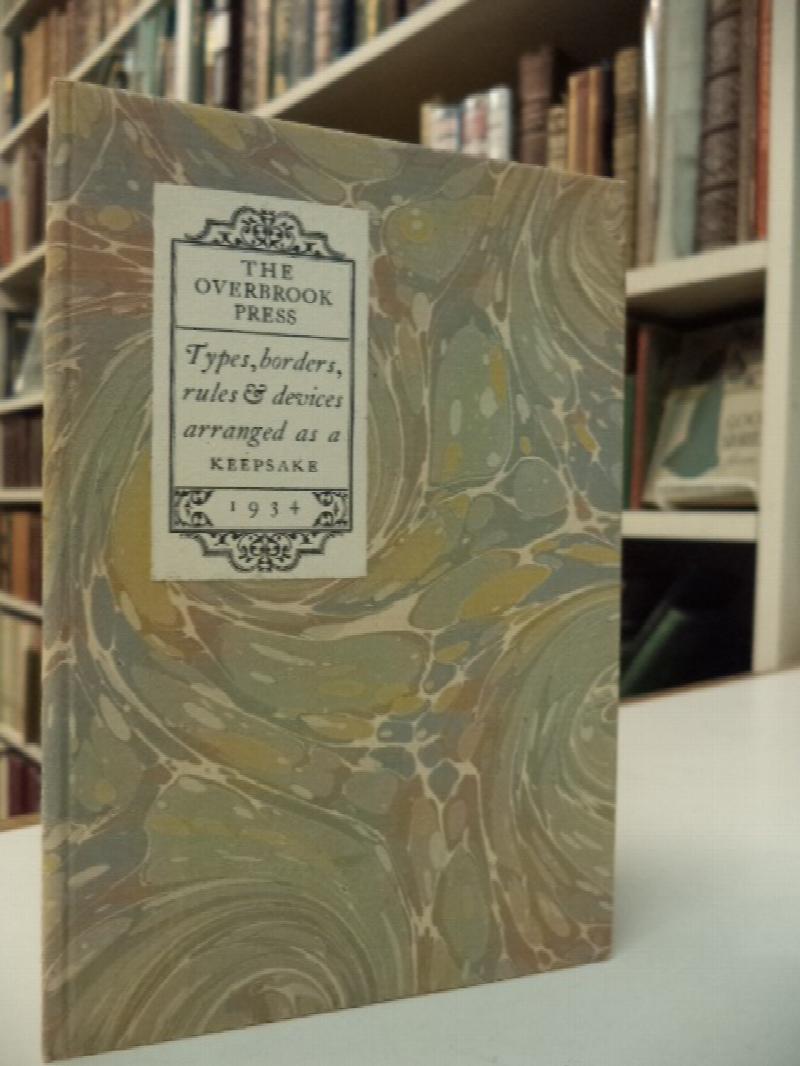 THE
OVERBROOK
PRESS
Types, borders,
rules & devices
arranged as a
KEEPSAKE
1934